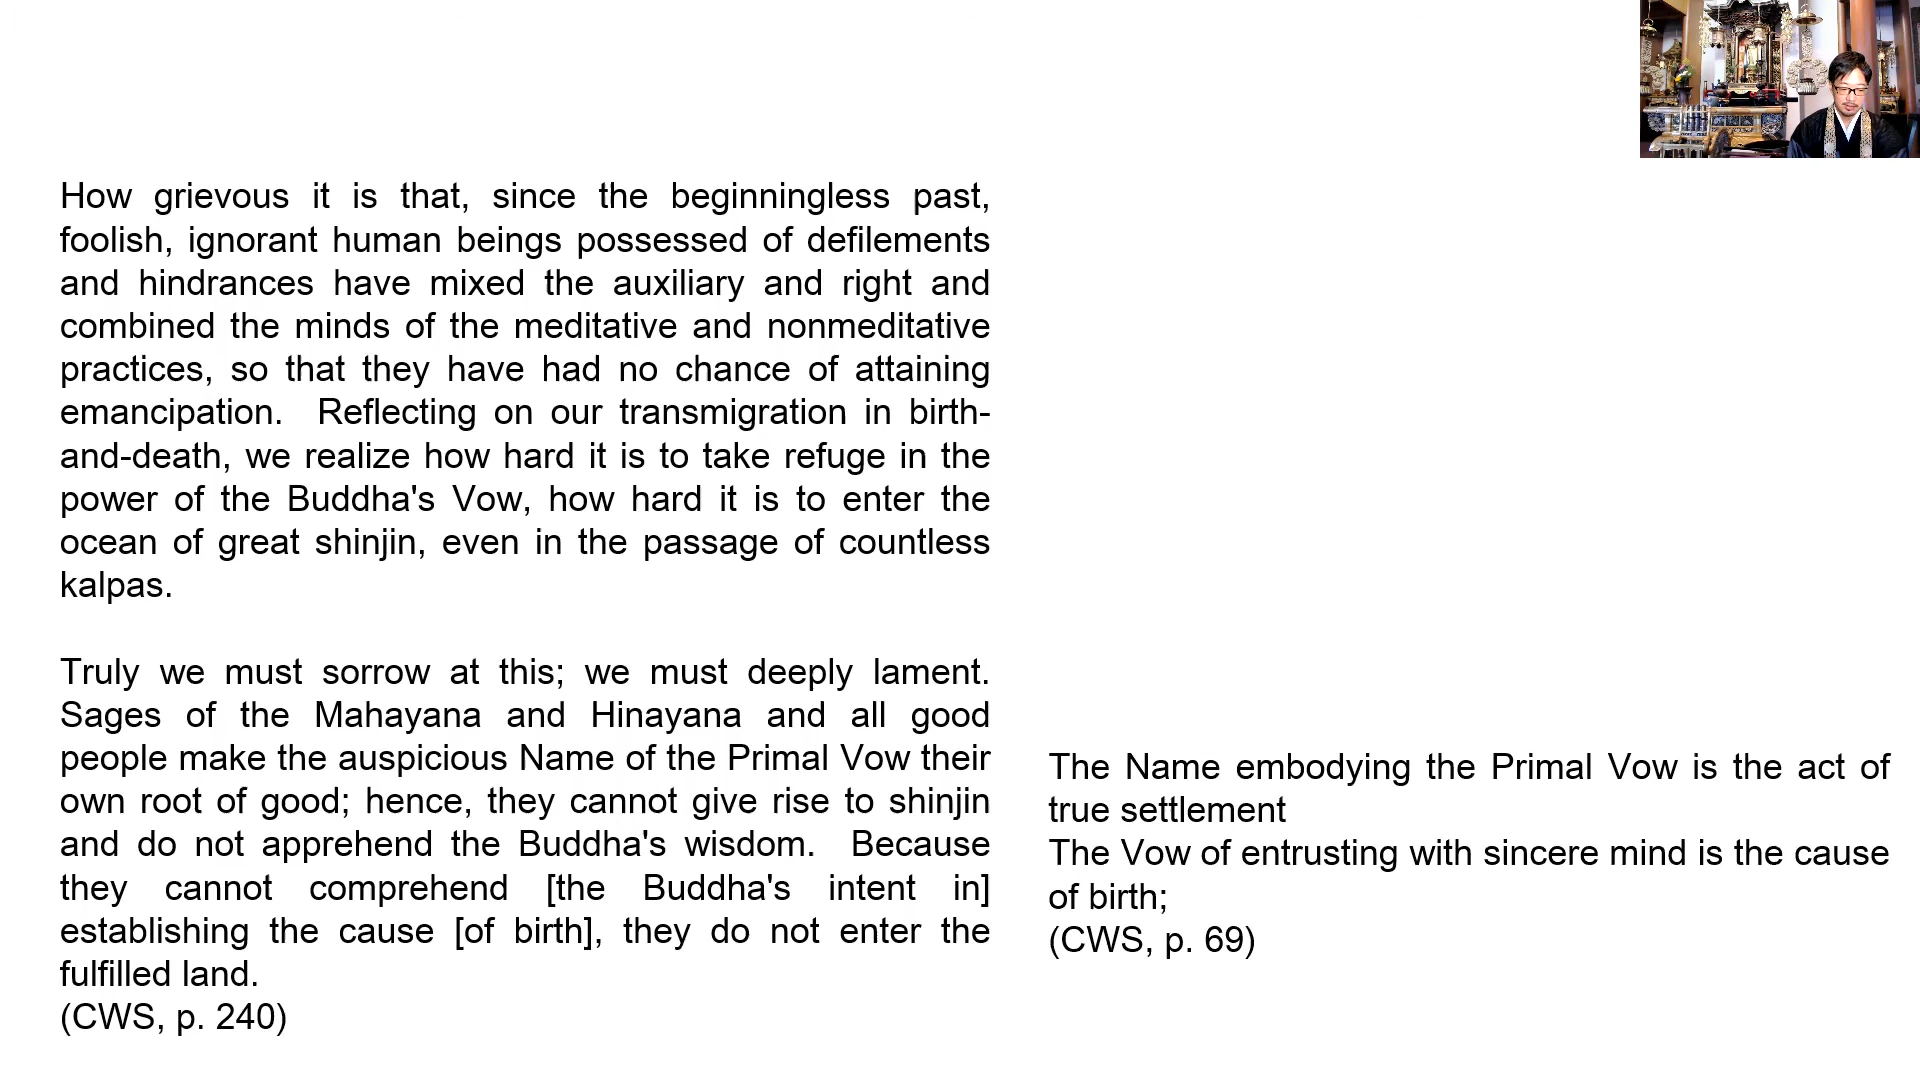 How grievous it is that, since the beginningless past,
foolish, ignorant human beings possessed of defilements
and hindrances have mixed the auxiliary and right and
combined the minds of the meditative and nonmeditative
practices, so that they have had no chance of attaining
emancipation.  Reflecting on our transmigration in birth-
and-death, we realize how hard it is to take refuge in the
power of the Buddha's Vow, how hard it is to enter the
ocean of great shinjin, even in the passage of countless
kalpas.
Truly we must sorrow at this; we must deeply lament.
Sages of the Mahayana and Hinayana and all good
people make the auspicious Name of the Primal Vow their
own root of good; hence, they cannot give rise to shinjin
and do not apprehend the Buddha's wisdom.  Because
they cannot comprehend [the Buddha's intent in]
establishing the cause [of birth], they do not enter the
fulfilled land.
(CWS, p. 240)
The Name embodying the Primal Vow is the act of
true settlement
The Vow of entrusting with sincere mind is the cause
of birth;
(CWS, p. 69)